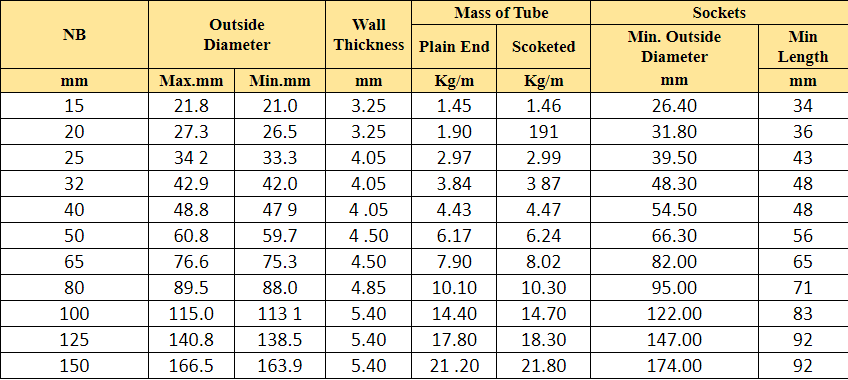 NB Outside Diameter Wall Thickness Mass of Tube Sockets
Plain End Scoketed Min. Outside Diameter Min Length
mm Max.mm Min.mm mm Kg/m Kg/m mm mm
15 21.8 21.0 3.25 1.45 1.46 26.40 34
20 27.3 26.5 3.25 1.90 191 31.80 36
25 34 2 33.3 4.05 2.97 2.99 39.50 43
32 42.9 42.0 4.05 3.84 3 87 48.30 48
40 48.8 47 9 4 .05 4.43 4.47 54.50 48
50 60.8 59.7 4 .50 6.17 6.24 66.30 56
65 76.6 75.3 4.50 7.90 8.02 82.00 65
80 89.5 88.0 4.85 10.10 10.30 95.00 71
100 115.0 113 1 5.40 14.40 14.70 122.00 83
125 140.8 138.5 5.40 17.80 18.30 147.00 92
150 166.5 163.9 5.40 21 .20 21.80 174.00 92